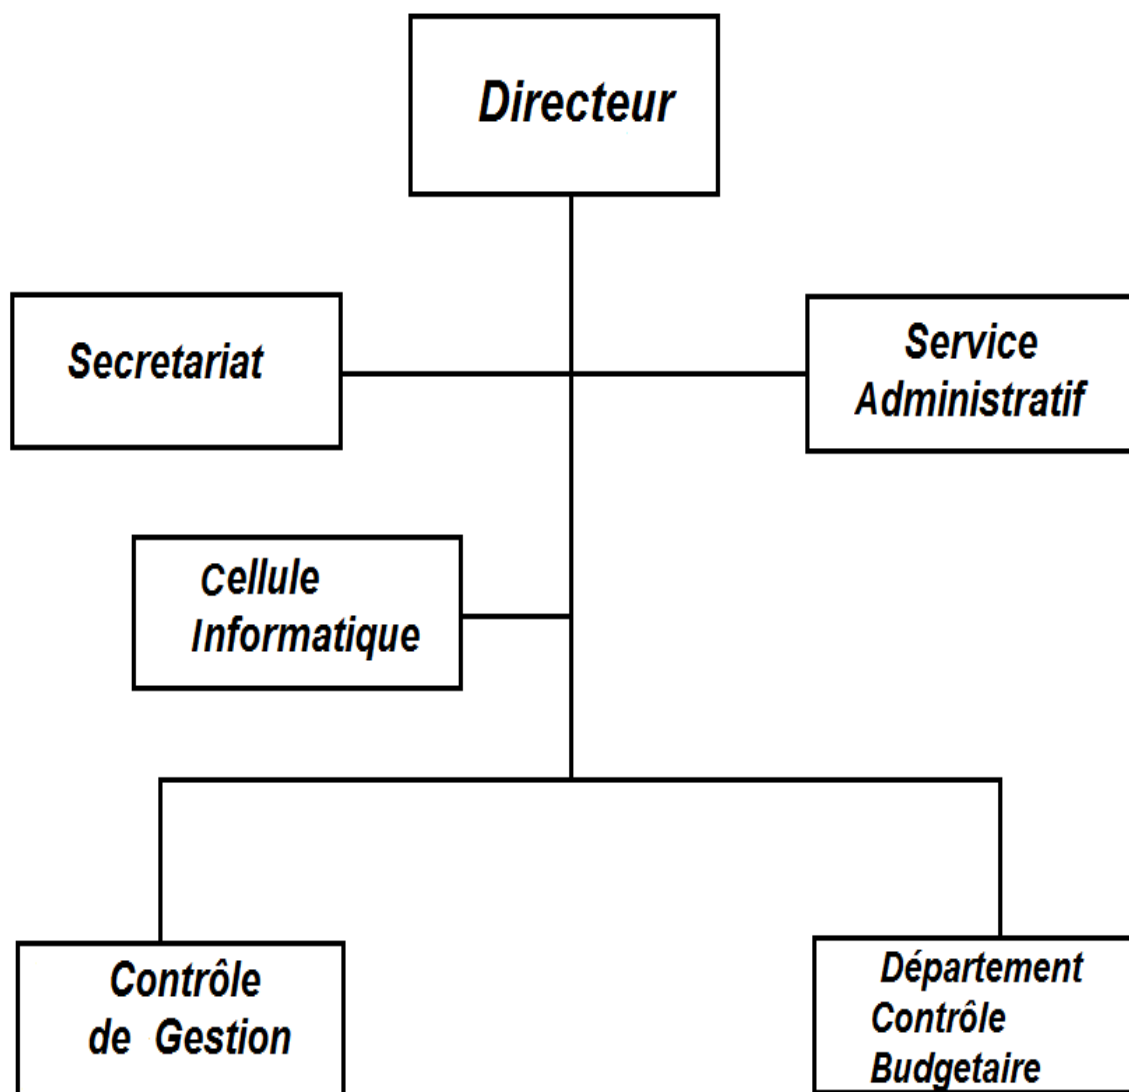 Directeur
Secretariat
Service
Administratif
Cellule
Informatique
Contrôle
de Gestion
Département
Contrôle
Budgetaire